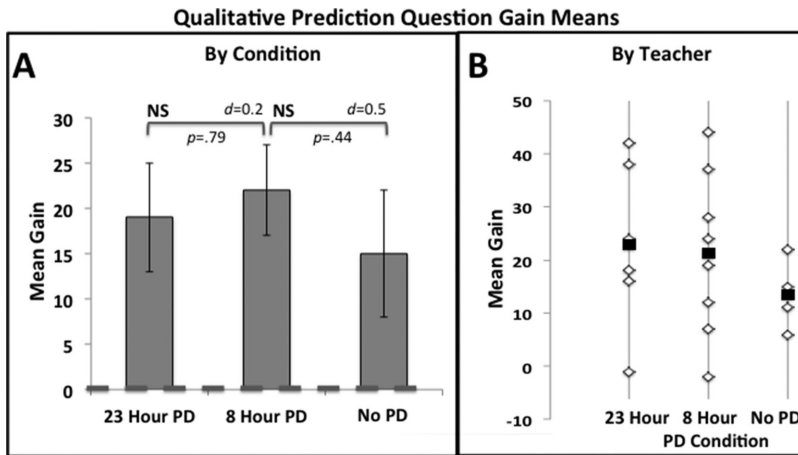 Qualitative Prediction Question Gain Means
A
By Condition
Mean Gain
30
25
20
15
10
5
0
NS
d=0.2
NS
d=0.5
p=.79
p=.44
23 Hour PD
8 Hour PD
No PD
B
By Teacher
Mean Gain
50
40
30
20
10
0
-10
23 Hour
8 Hour
No PD
PD Condition